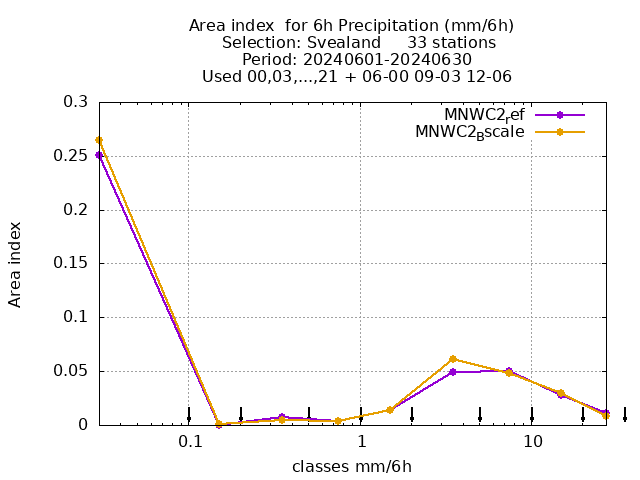 Area index  for 6h Precipitation (mm/6h)
Selection: Svealand     33 stations
Period: 20240601-20240630
Used 00,03,...,21 + 06-00 09-03 12-06
MNWC2ref
MNWC2Bscale
0.3
0.25
0.2
0.15
0.1
0.05
0
Area index
0.1
1
10
classes mm/6h